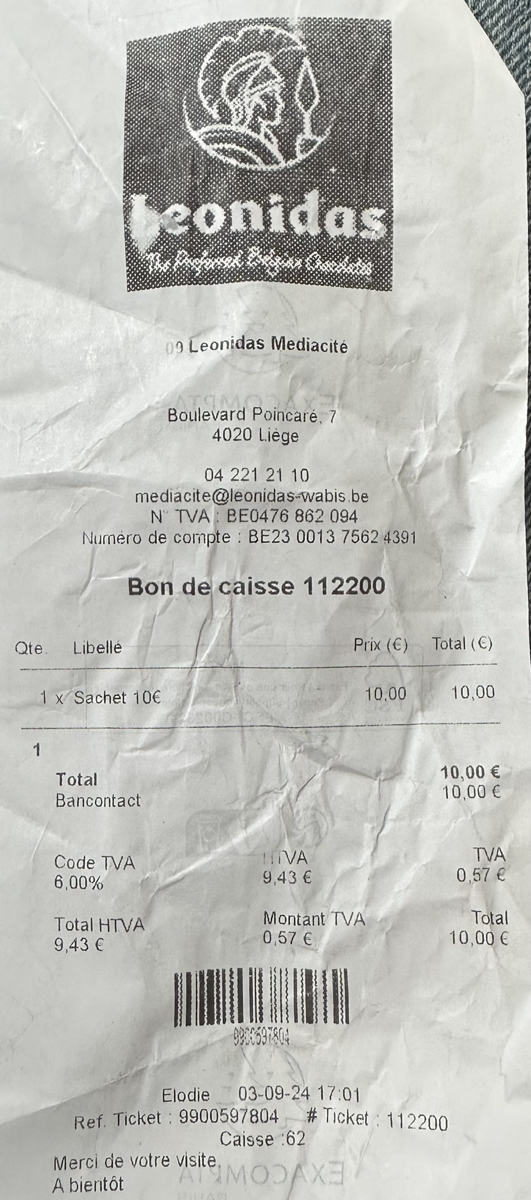 Leonidas
The Preferred Belgian Chocolates
09 Leonidas Mediacité
Boulevard Poincaré, 7
4020 Liège
04 221 21 10
mediacite@leonidas-wabis.be
N° TVA : BE0476 862 094
Numéro de compte : BE23 0013 7562 4391
Bon de caisse 112200
Qte. Libellé Prix (€) Total (€)
1 x Sachet 10€ 10,00 10,00
1
Total 10,00 €
Bancontact 10,00 €
Code TVA HTVA TVA
6,00% 9,43 € 0,57 €
Total HTVA Montant TVA Total
9,43 € 0,57 € 10,00 €
9900597804
Elodie 03-09-24 17:01
Ref. Ticket : 9900597804 # Ticket : 112200
Caisse :62
Merci de votre visite.
A bientôt